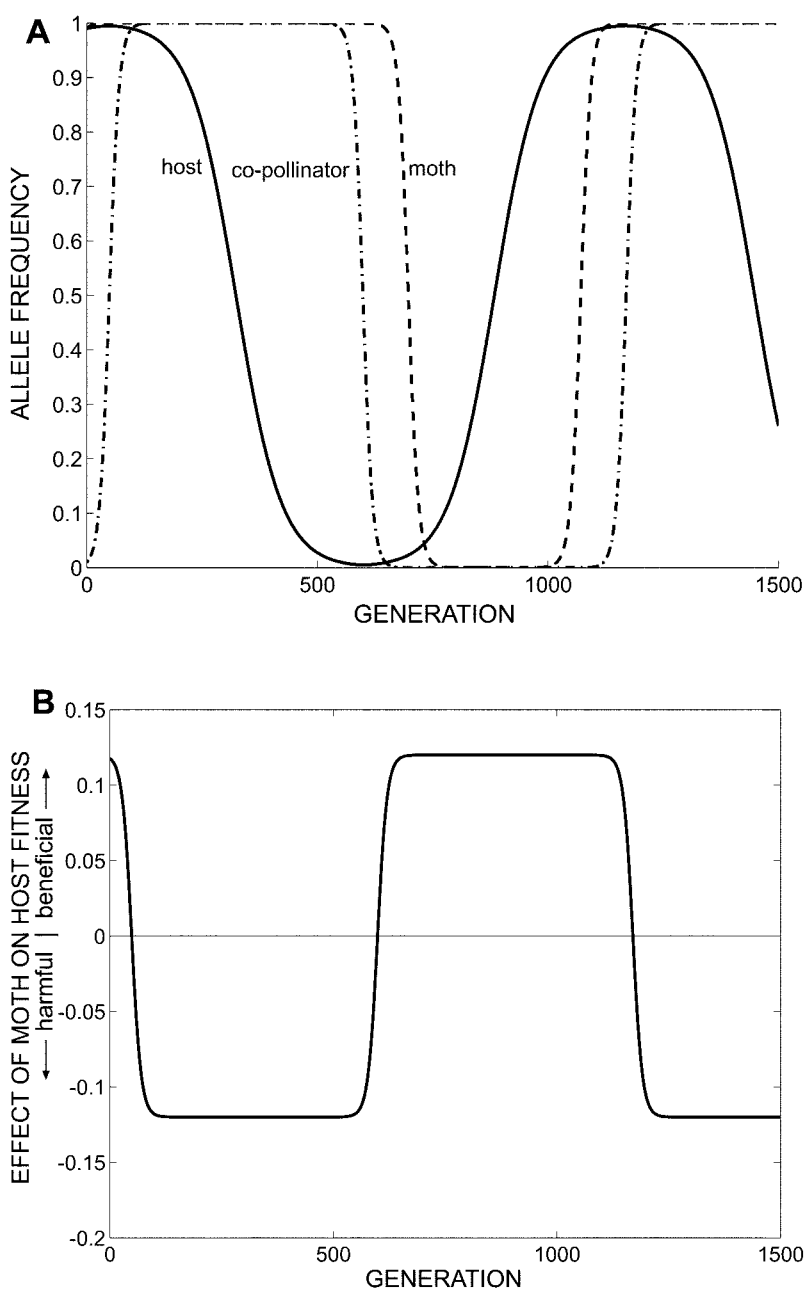 A
1
0.9
0.8
0.7
0.6
0.5
0.4
0.3
0.2
0.1
0
ALLELE FREQUENCY
host co-pollinator moth
0 500 1000 1500
GENERATION
B
0.15
0.1
0.05
0
-0.05
-0.1
-0.15
-0.2
EFFECT OF MOTH ON HOST FITNESS
← harmful | beneficial →
0 500 1000 1500
GENERATION